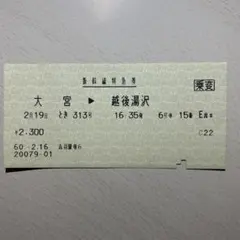 新幹線特急券
東変
大宮 ▶ 越後湯沢
2月19日 とき 313号 16:35発 6号車 15番 E席
¥2,300 C22
60.-2.16
20079-01